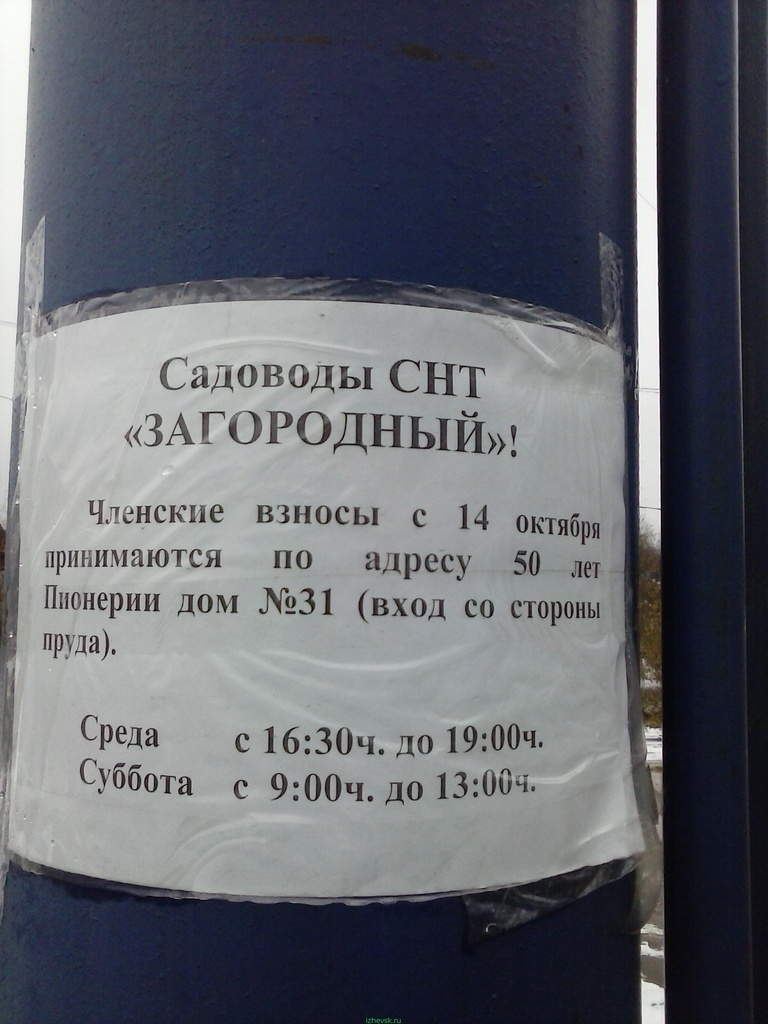 Садоводы СНТ
«ЗАГОРОДНЫЙ»!
Членские взносы с 14 октября
принимаются по адресу 50 лет
Пионерии дом №31 (вход со стороны
пруда).
Среда с 16:30ч. до 19:00ч.
Суббота с 9:00ч. до 13:00ч.
izhevsk.ru